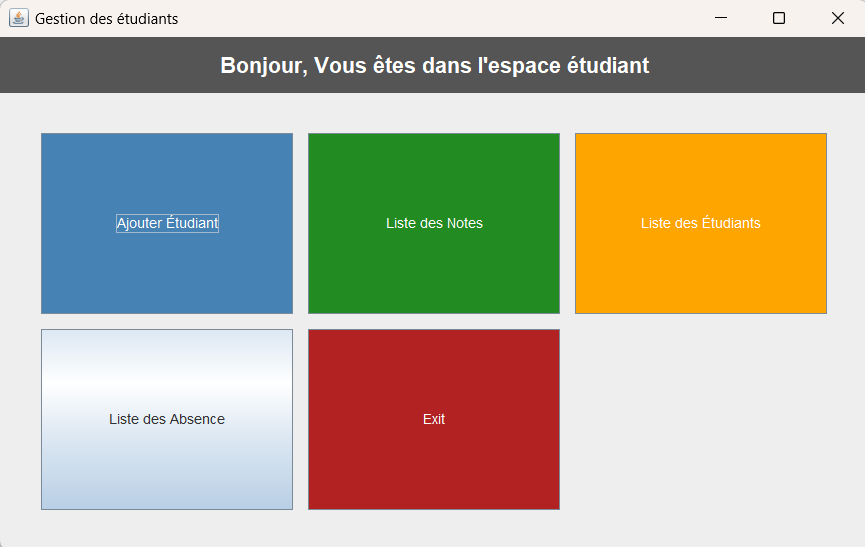 Gestion des étudiants
Bonjour, Vous êtes dans l'espace étudiant
Ajouter Étudiant
Liste des Notes
Liste des Étudiants
Liste des Absence
Exit